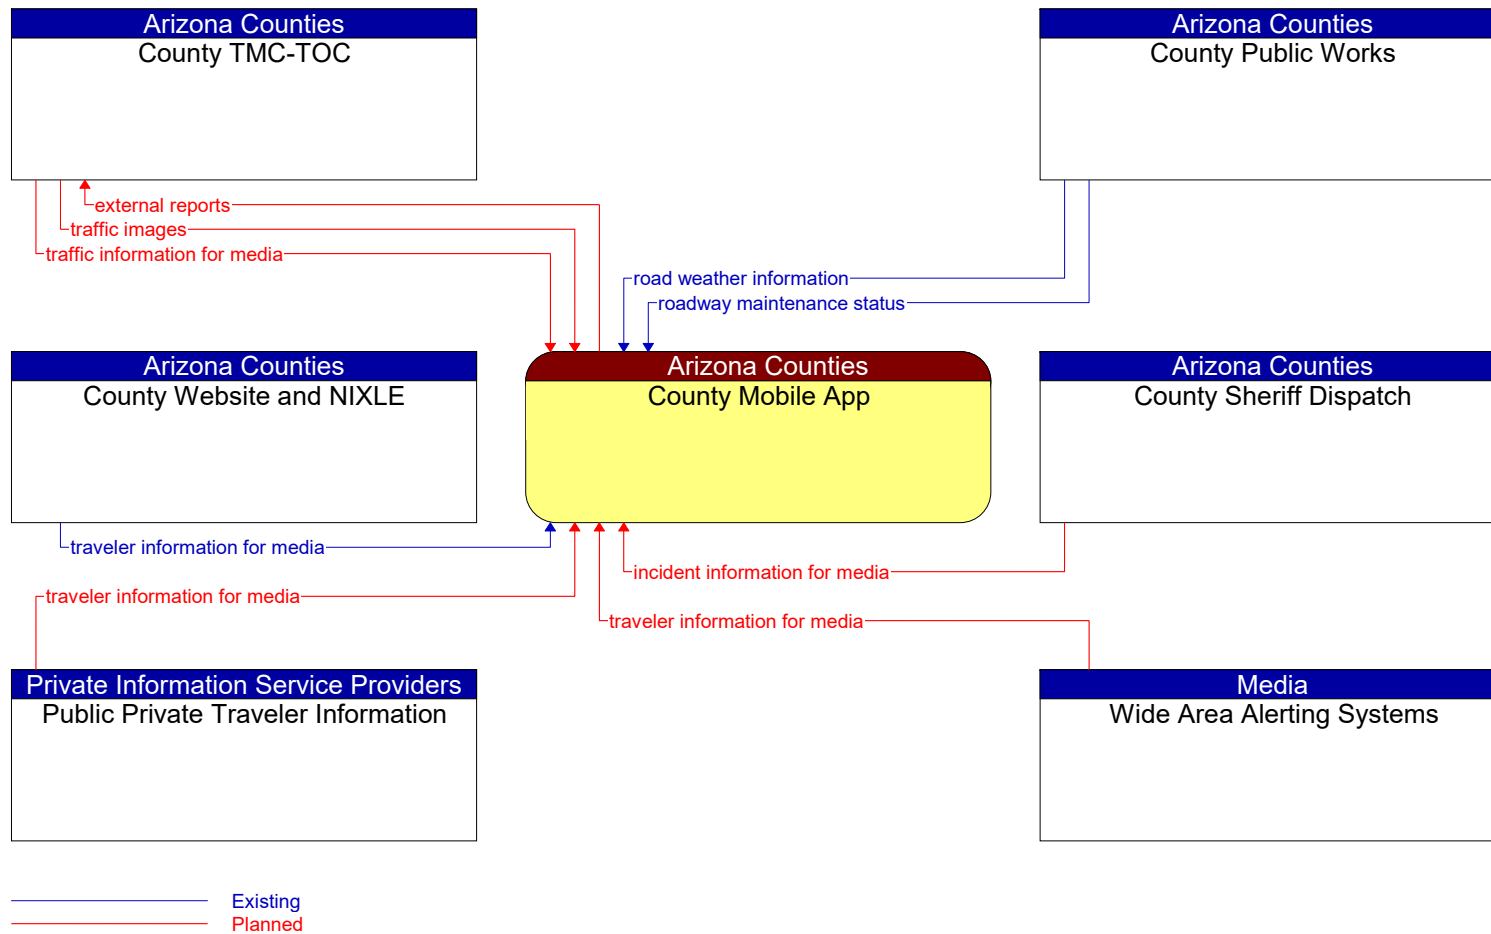 Arizona Counties
County TMC-TOC
Arizona Counties
County Public Works
external reports
traffic images
traffic information for media
road weather information
roadway maintenance status
Arizona Counties
County Website and NIXLE
Arizona Counties
County Mobile App
Arizona Counties
County Sheriff Dispatch
traveler information for media
incident information for media
traveler information for media
traveler information for media
Private Information Service Providers
Public Private Traveler Information
Media
Wide Area Alerting Systems
Existing
Planned